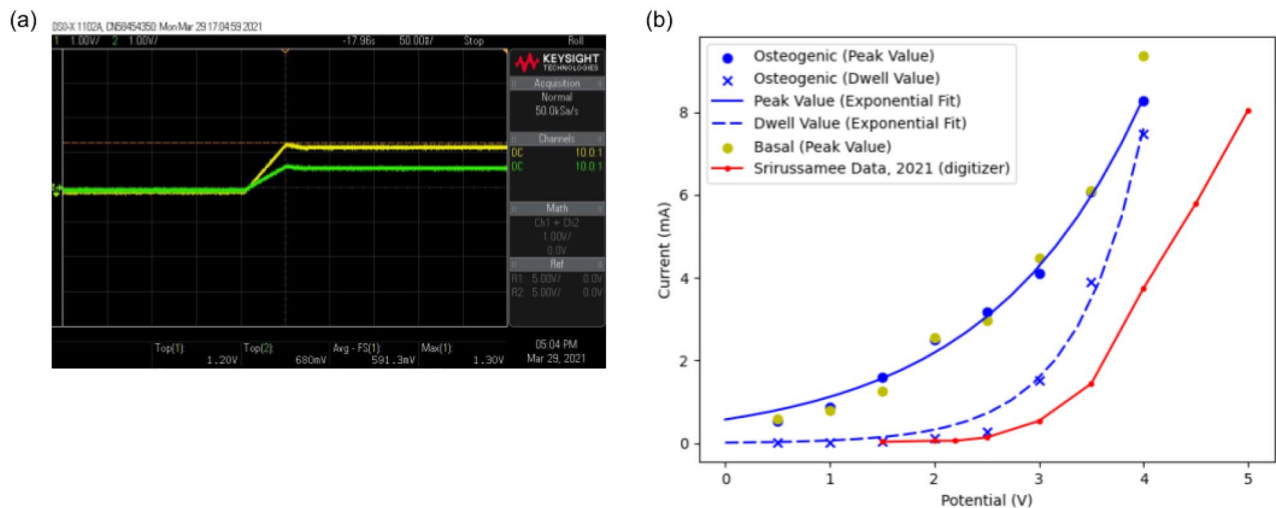 (a)
DSO-X 1102A, CN58454350: Mon Mar 29 17:04:59 2021
1 1.00V/ 2 1.00V/ -17.96s 50.00s/ Stop Roll
KEYSIGHT
TECHNOLOGIES
Acquisition
Normal
50.0kSa/s
Channels
DC 10.0:1
DC 10.0:1
Math
Ch1 + Ch2
1.00V/
0.0V
Ref
R1 5.00V/ 0.0V
R2 5.00V/ 0.0V
Top(1): Top(2): Avg - FS(1): Max(1):
1.20V 680mV 591.3mV 1.30V
05:04 PM
Mar 29, 2021
(b)
Osteogenic (Peak Value)
Osteogenic (Dwell Value)
Peak Value (Exponential Fit)
Dwell Value (Exponential Fit)
Basal (Peak Value)
Srirussamee Data, 2021 (digitizer)
Current (mA)
8
6
4
2
0
0 1 2 3 4 5
Potential (V)